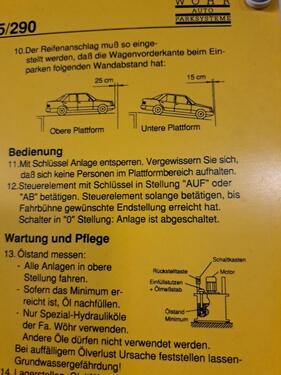 WÖHR
AUTO
PARKSYSTEMS
5/290
10.Der Reifenanschlag muß so einge-
stellt werden, daß die Wagenvorderkante beim Ein-
parken folgenden Wandabstand hat:
25 cm
15 cm
Obere Plattform
Untere Plattform
Bedienung
11.Mit Schlüssel Anlage entsperren. Vergewissern Sie sich,
daß sich keine Personen im Plattformbereich aufhalten.
12.Steuerelement mit Schlüssel in Stellung "AUF" oder
"AB" betätigen. Steuerelement solange betätigen, bis
Fahrbühne gewünschte Endstellung erreicht hat.
Schalter in "0" Stellung: Anlage ist abgeschaltet.
Wartung und Pflege
13.Ölstand messen:
- Alle Anlagen in obere
Stellung fahren.
- Sofern das Minimum er-
reicht ist, Öl nachfüllen.
- Nur Spezial-Hydrauliköle
der Fa. Wöhr verwenden.
Andere Öle dürfen nicht verwendet werden.
Bei auffälligem Ölverlust Ursache feststellen lassen-
Grundwassergefährdung!
Schaltkasten
Rückstelltaste
Motor
Einfüllstutzen
+ Ölmeßstab
Ölstand
Minimum